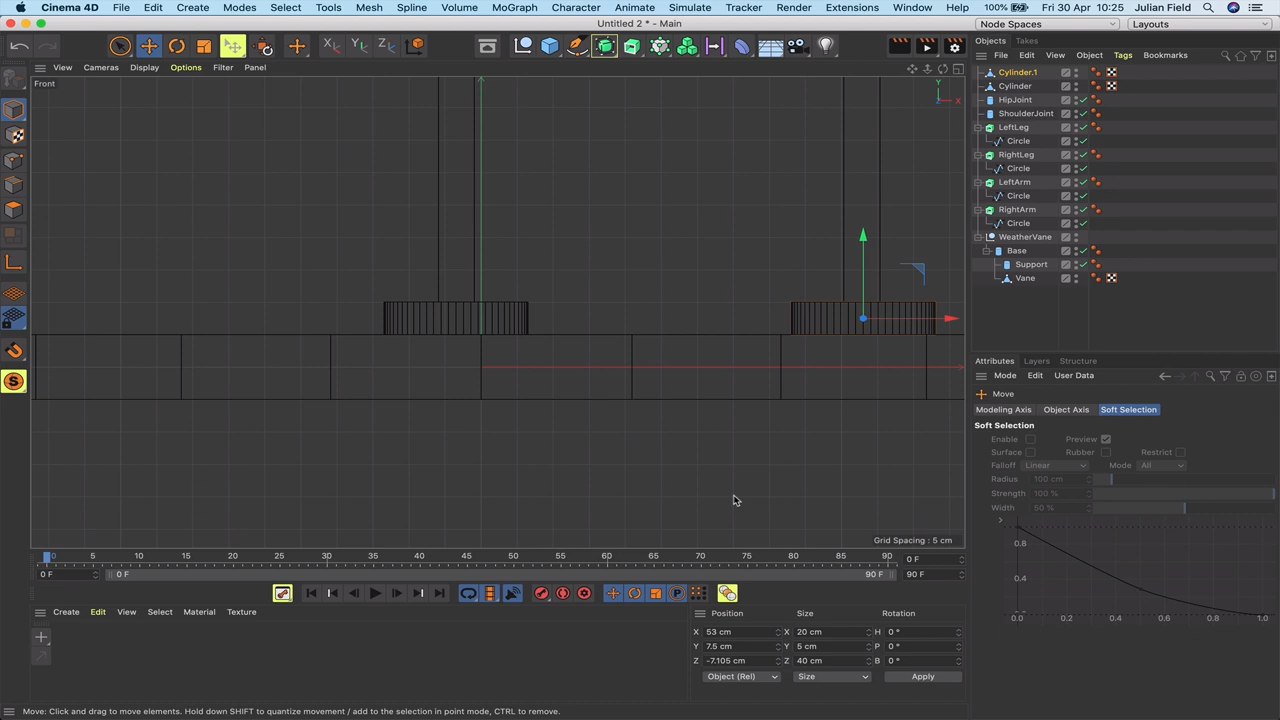 Cinema 4D File Edit Create Modes Select Tools Mesh Spline Volume MoGraph Character Animate Simulate Tracker Render Extensions Window Help 100% Fri 30 Apr 10:25 Julian Field
Untitled 2 * - Main
Node Spaces Layouts
X Y Z
View Cameras Display Options Filter Panel
Front
Y
X
Z
Grid Spacing : 5 cm
0 5 10 15 20 25 30 35 40 45 50 55 60 65 70 75 80 85 90 0 F
0 F 0 F 90 F 90 F
Create Edit View Select Material Texture
Position Size Rotation
X 53 cm X 20 cm H 0 °
Y 7.5 cm Y 5 cm P 0 °
Z -7.105 cm Z 40 cm B 0 °
Object (Rel) Size Apply
Move: Click and drag to move elements. Hold down SHIFT to quantize movement / add to the selection in point mode, CTRL to remove.
Objects Takes
File Edit View Object Tags Bookmarks
Cylinder.1
Cylinder
HipJoint
ShoulderJoint
LeftLeg
Circle
RightLeg
Circle
LeftArm
Circle
RightArm
Circle
WeatherVane
Base
Support
Vane
Attributes Layers Structure
Mode Edit User Data
Move
Modeling Axis Object Axis Soft Selection
Soft Selection
Enable Preview
Surface Rubber Restrict
Falloff Linear Mode All
Radius 100 cm
Strength 100 %
Width 50 %
0.8
0.4
0.0 0.2 0.4 0.6 0.8 1.0